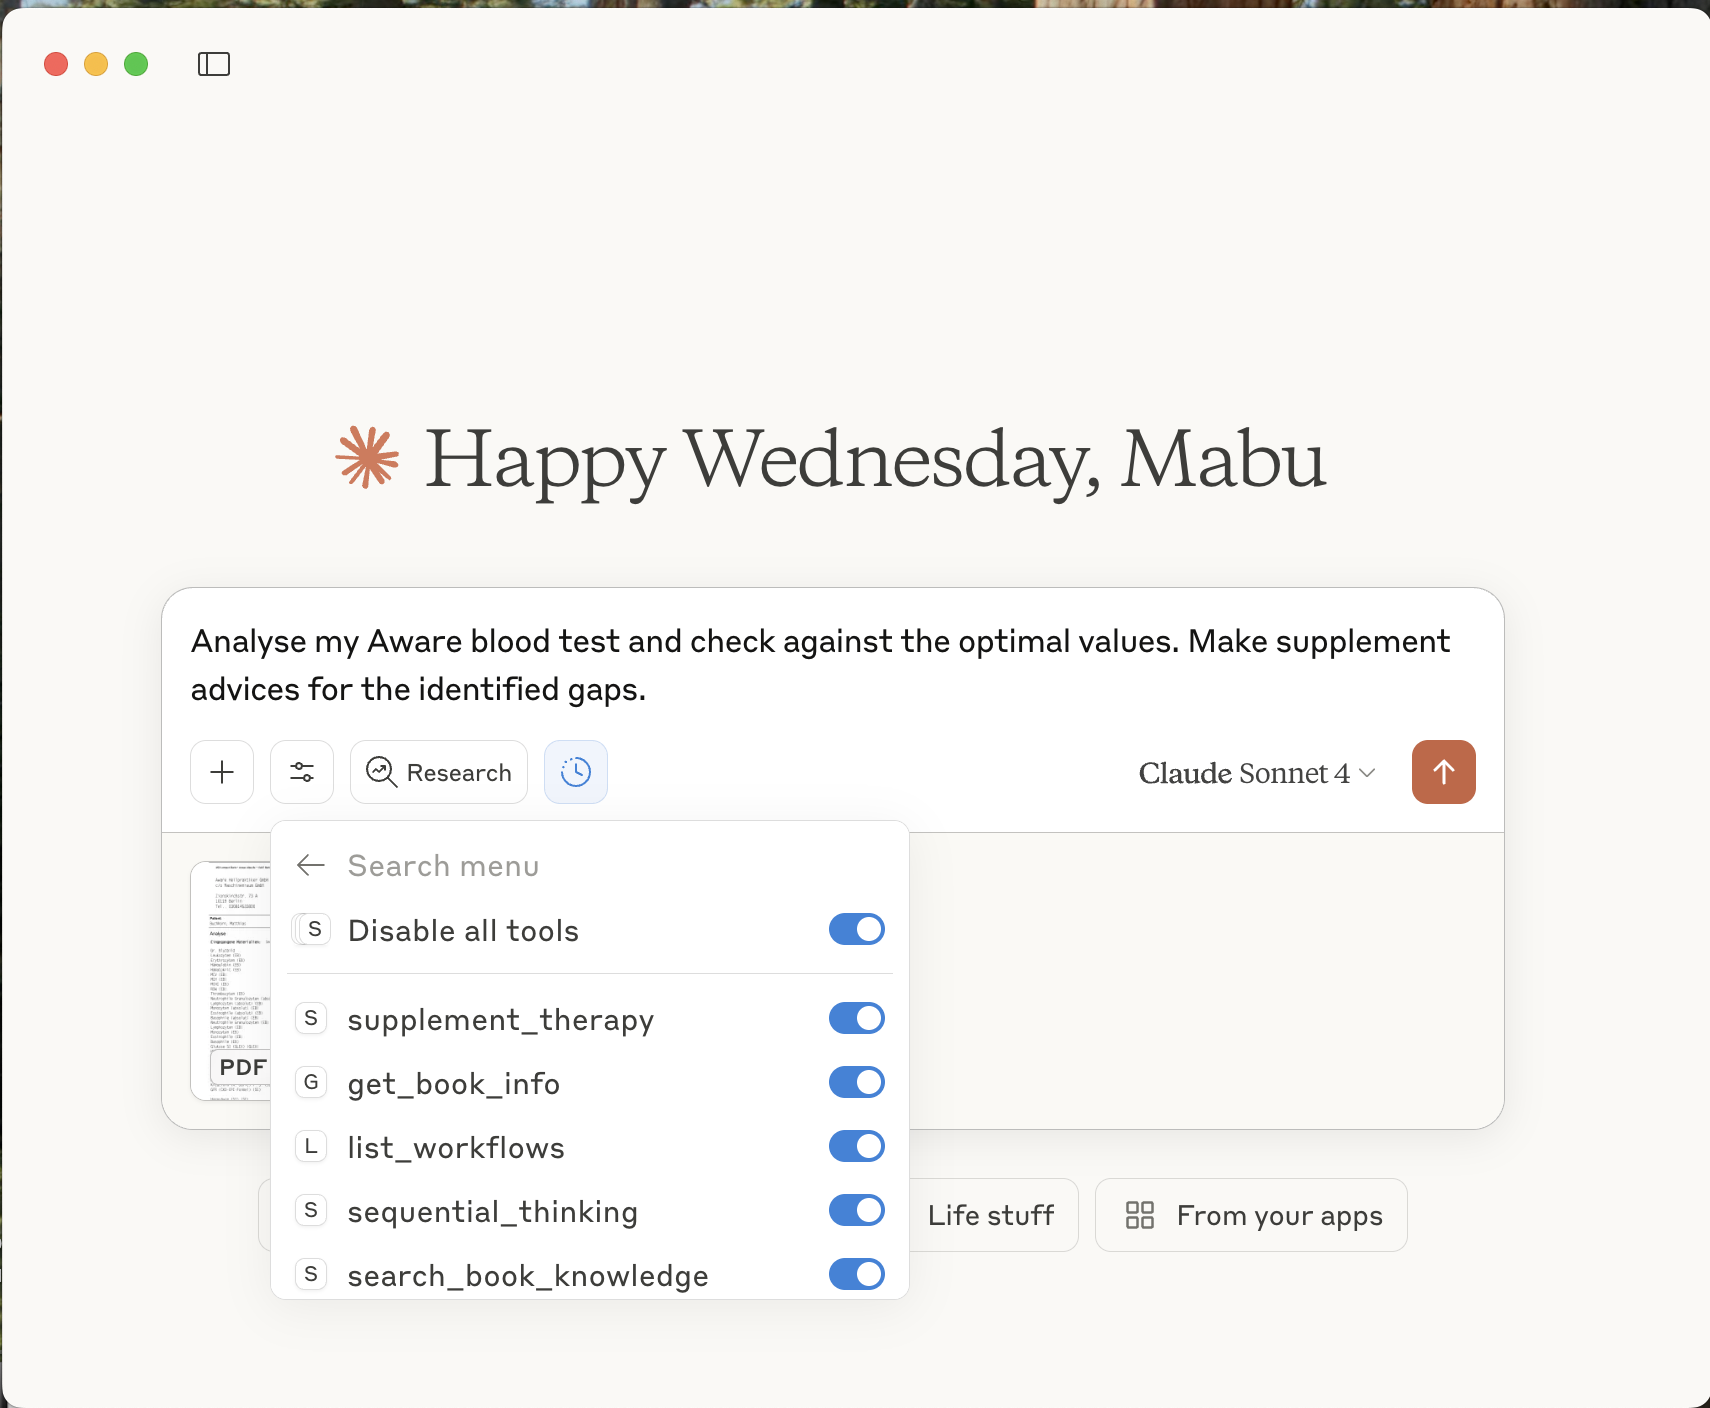 Happy Wednesday, Mabu
Analyse my Aware blood test and check against the optimal values. Make supplement
advices for the identified gaps.
Research
Claude Sonnet 4
PDF
Search menu
S Disable all tools
S supplement_therapy
G get_book_info
L list_workflows
S sequential_thinking
S search_book_knowledge
Life stuff
From your apps